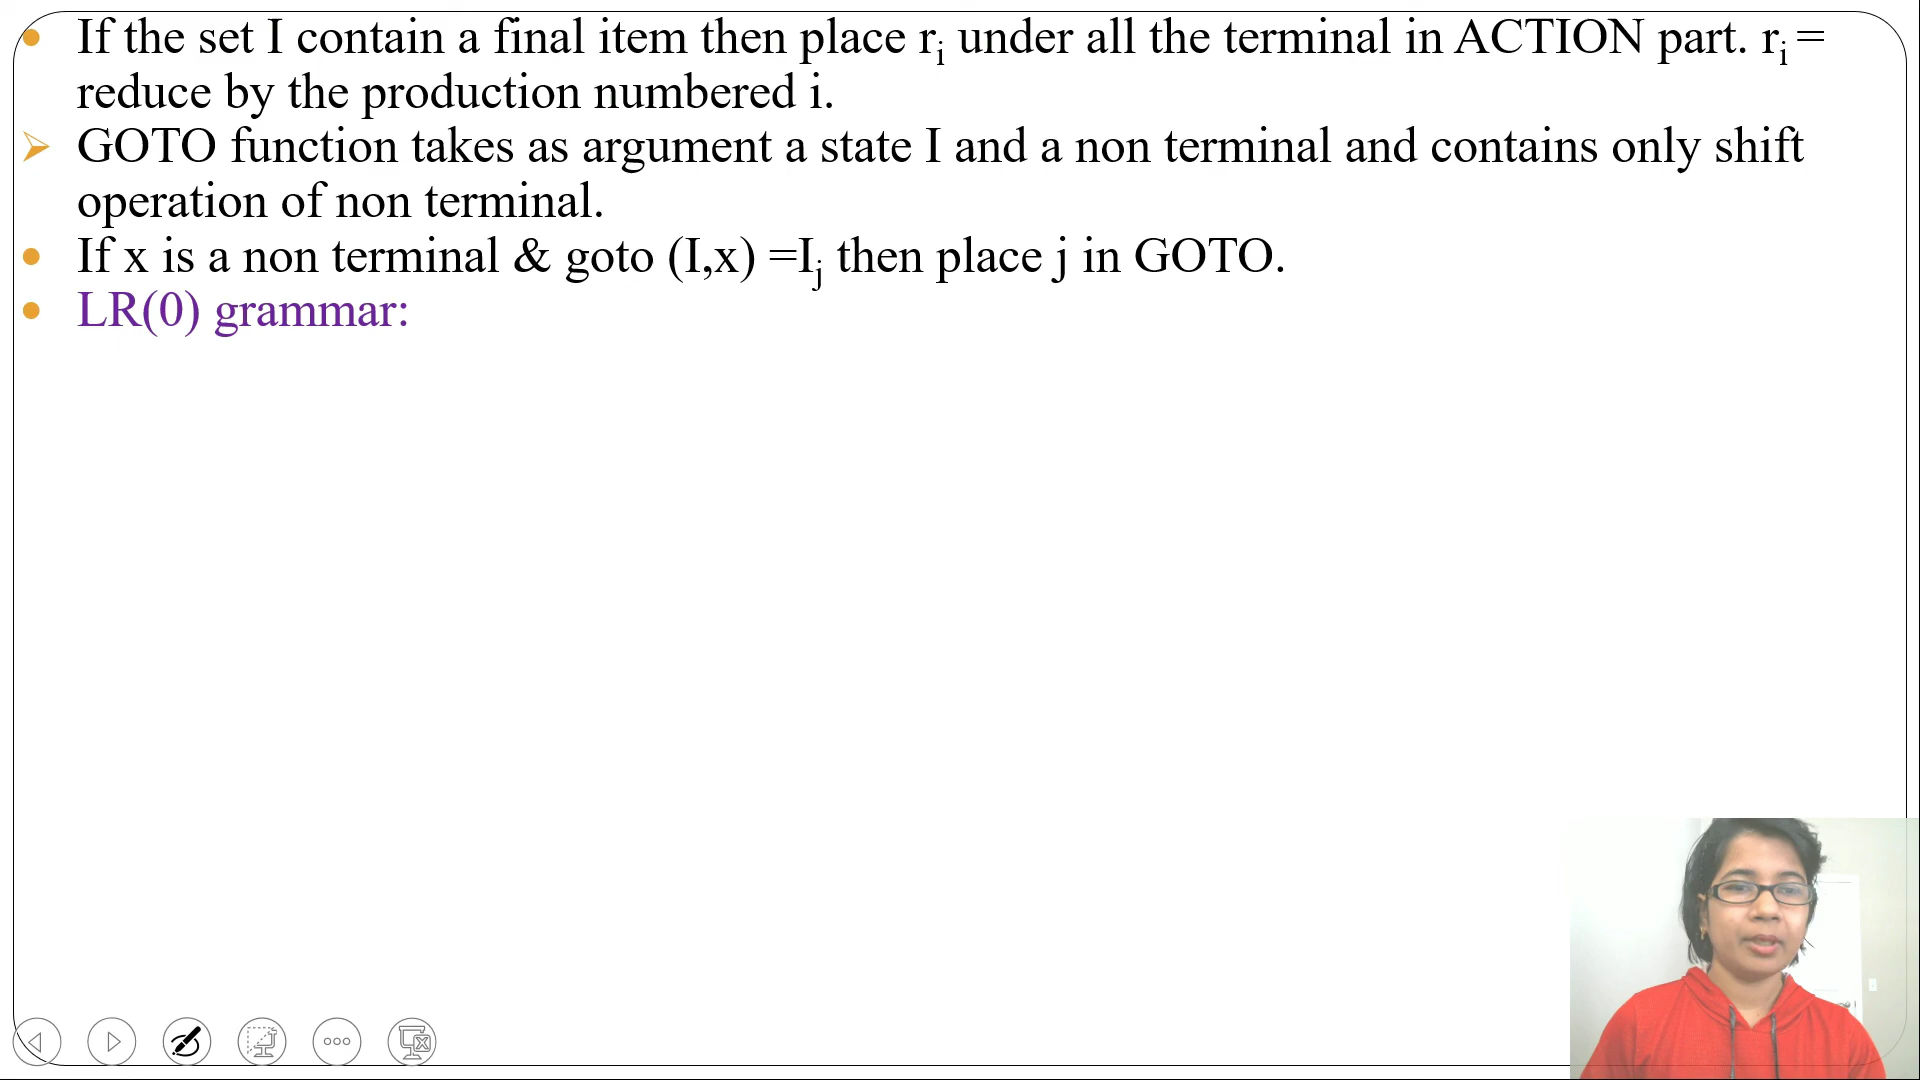 If the set I contain a final item then place ri under all the terminal in ACTION part. ri =
reduce by the production numbered i.
GOTO function takes as argument a state I and a non terminal and contains only shift
operation of non terminal.
If x is a non terminal & goto (I,x) =Ij then place j in GOTO.
LR(0) grammar: